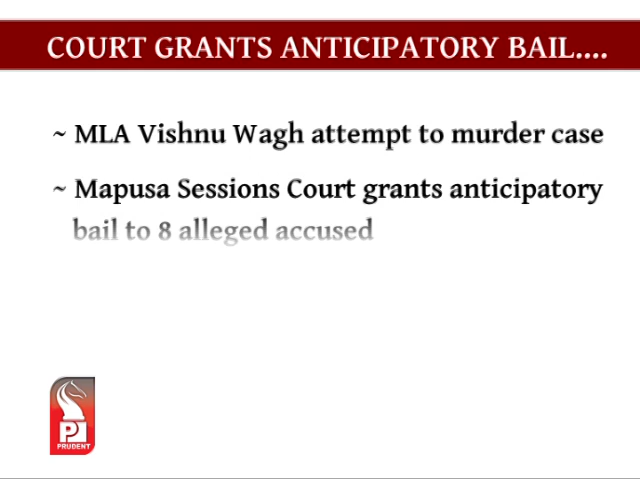 COURT GRANTS ANTICIPATORY BAIL....
~ MLA Vishnu Wagh attempt to murder case
~ Mapusa Sessions Court grants anticipatory
bail to 8 alleged accused
P
PRUDENT